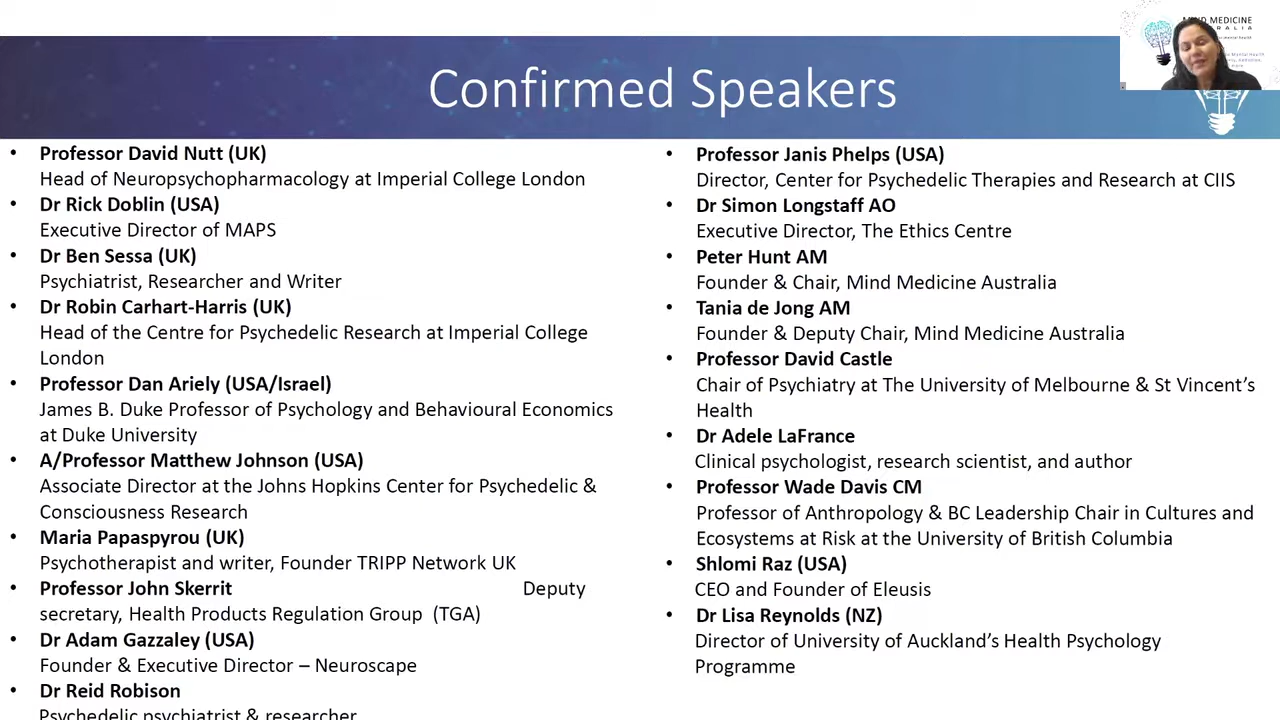 Confirmed Speakers
MIND MEDICINE
• Professor David Nutt (UK)
Head of Neuropsychopharmacology at Imperial College London
• Dr Rick Doblin (USA)
Executive Director of MAPS
• Dr Ben Sessa (UK)
Psychiatrist, Researcher and Writer
• Dr Robin Carhart-Harris (UK)
Head of the Centre for Psychedelic Research at Imperial College
London
• Professor Dan Ariely (USA/Israel)
James B. Duke Professor of Psychology and Behavioural Economics
at Duke University
• A/Professor Matthew Johnson (USA)
Associate Director at the Johns Hopkins Center for Psychedelic &
Consciousness Research
• Maria Papaspyrou (UK)
Psychotherapist and writer, Founder TRIPP Network UK
• Professor John Skerrit Deputy
secretary, Health Products Regulation Group (TGA)
• Dr Adam Gazzaley (USA)
Founder & Executive Director – Neuroscape
• Dr Reid Robison
Psychedelic psychiatrist & researcher
• Professor Janis Phelps (USA)
Director, Center for Psychedelic Therapies and Research at CIIS
• Dr Simon Longstaff AO
Executive Director, The Ethics Centre
• Peter Hunt AM
Founder & Chair, Mind Medicine Australia
• Tania de Jong AM
Founder & Deputy Chair, Mind Medicine Australia
• Professor David Castle
Chair of Psychiatry at The University of Melbourne & St Vincent’s
Health
• Dr Adele LaFrance
Clinical psychologist, research scientist, and author
• Professor Wade Davis CM
Professor of Anthropology & BC Leadership Chair in Cultures and
Ecosystems at Risk at the University of British Columbia
• Shlomi Raz (USA)
CEO and Founder of Eleusis
• Dr Lisa Reynolds (NZ)
Director of University of Auckland’s Health Psychology
Programme